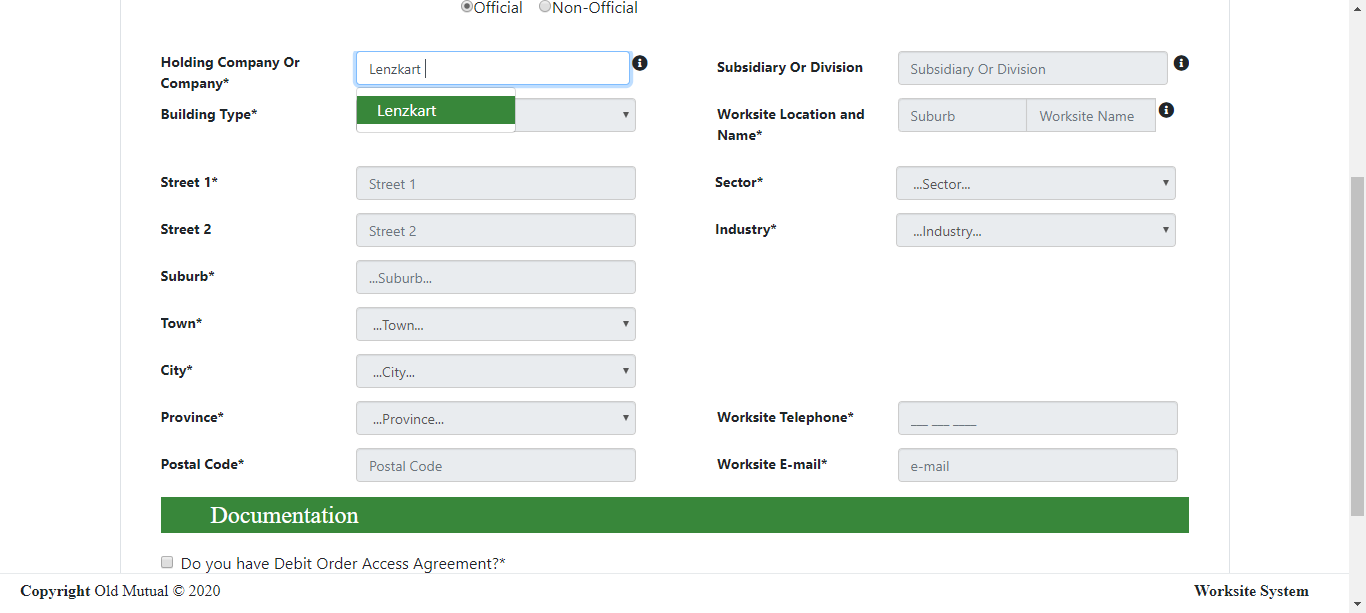 Official Non-Official
Holding Company Or
Company*
Lenzkart
Subsidiary Or Division
Subsidiary Or Division
Lenzkart
Building Type*
Worksite Location and
Name*
Suburb
Worksite Name
Street 1*
Street 1
Sector*
...Sector...
Street 2
Street 2
Industry*
...Industry...
Suburb*
...Suburb...
Town*
...Town...
City*
...City...
Province*
...Province...
Worksite Telephone*
___ ___ ____
Postal Code*
Postal Code
Worksite E-mail*
e-mail
Documentation
Do you have Debit Order Access Agreement?*
Copyright Old Mutual © 2020
Worksite System